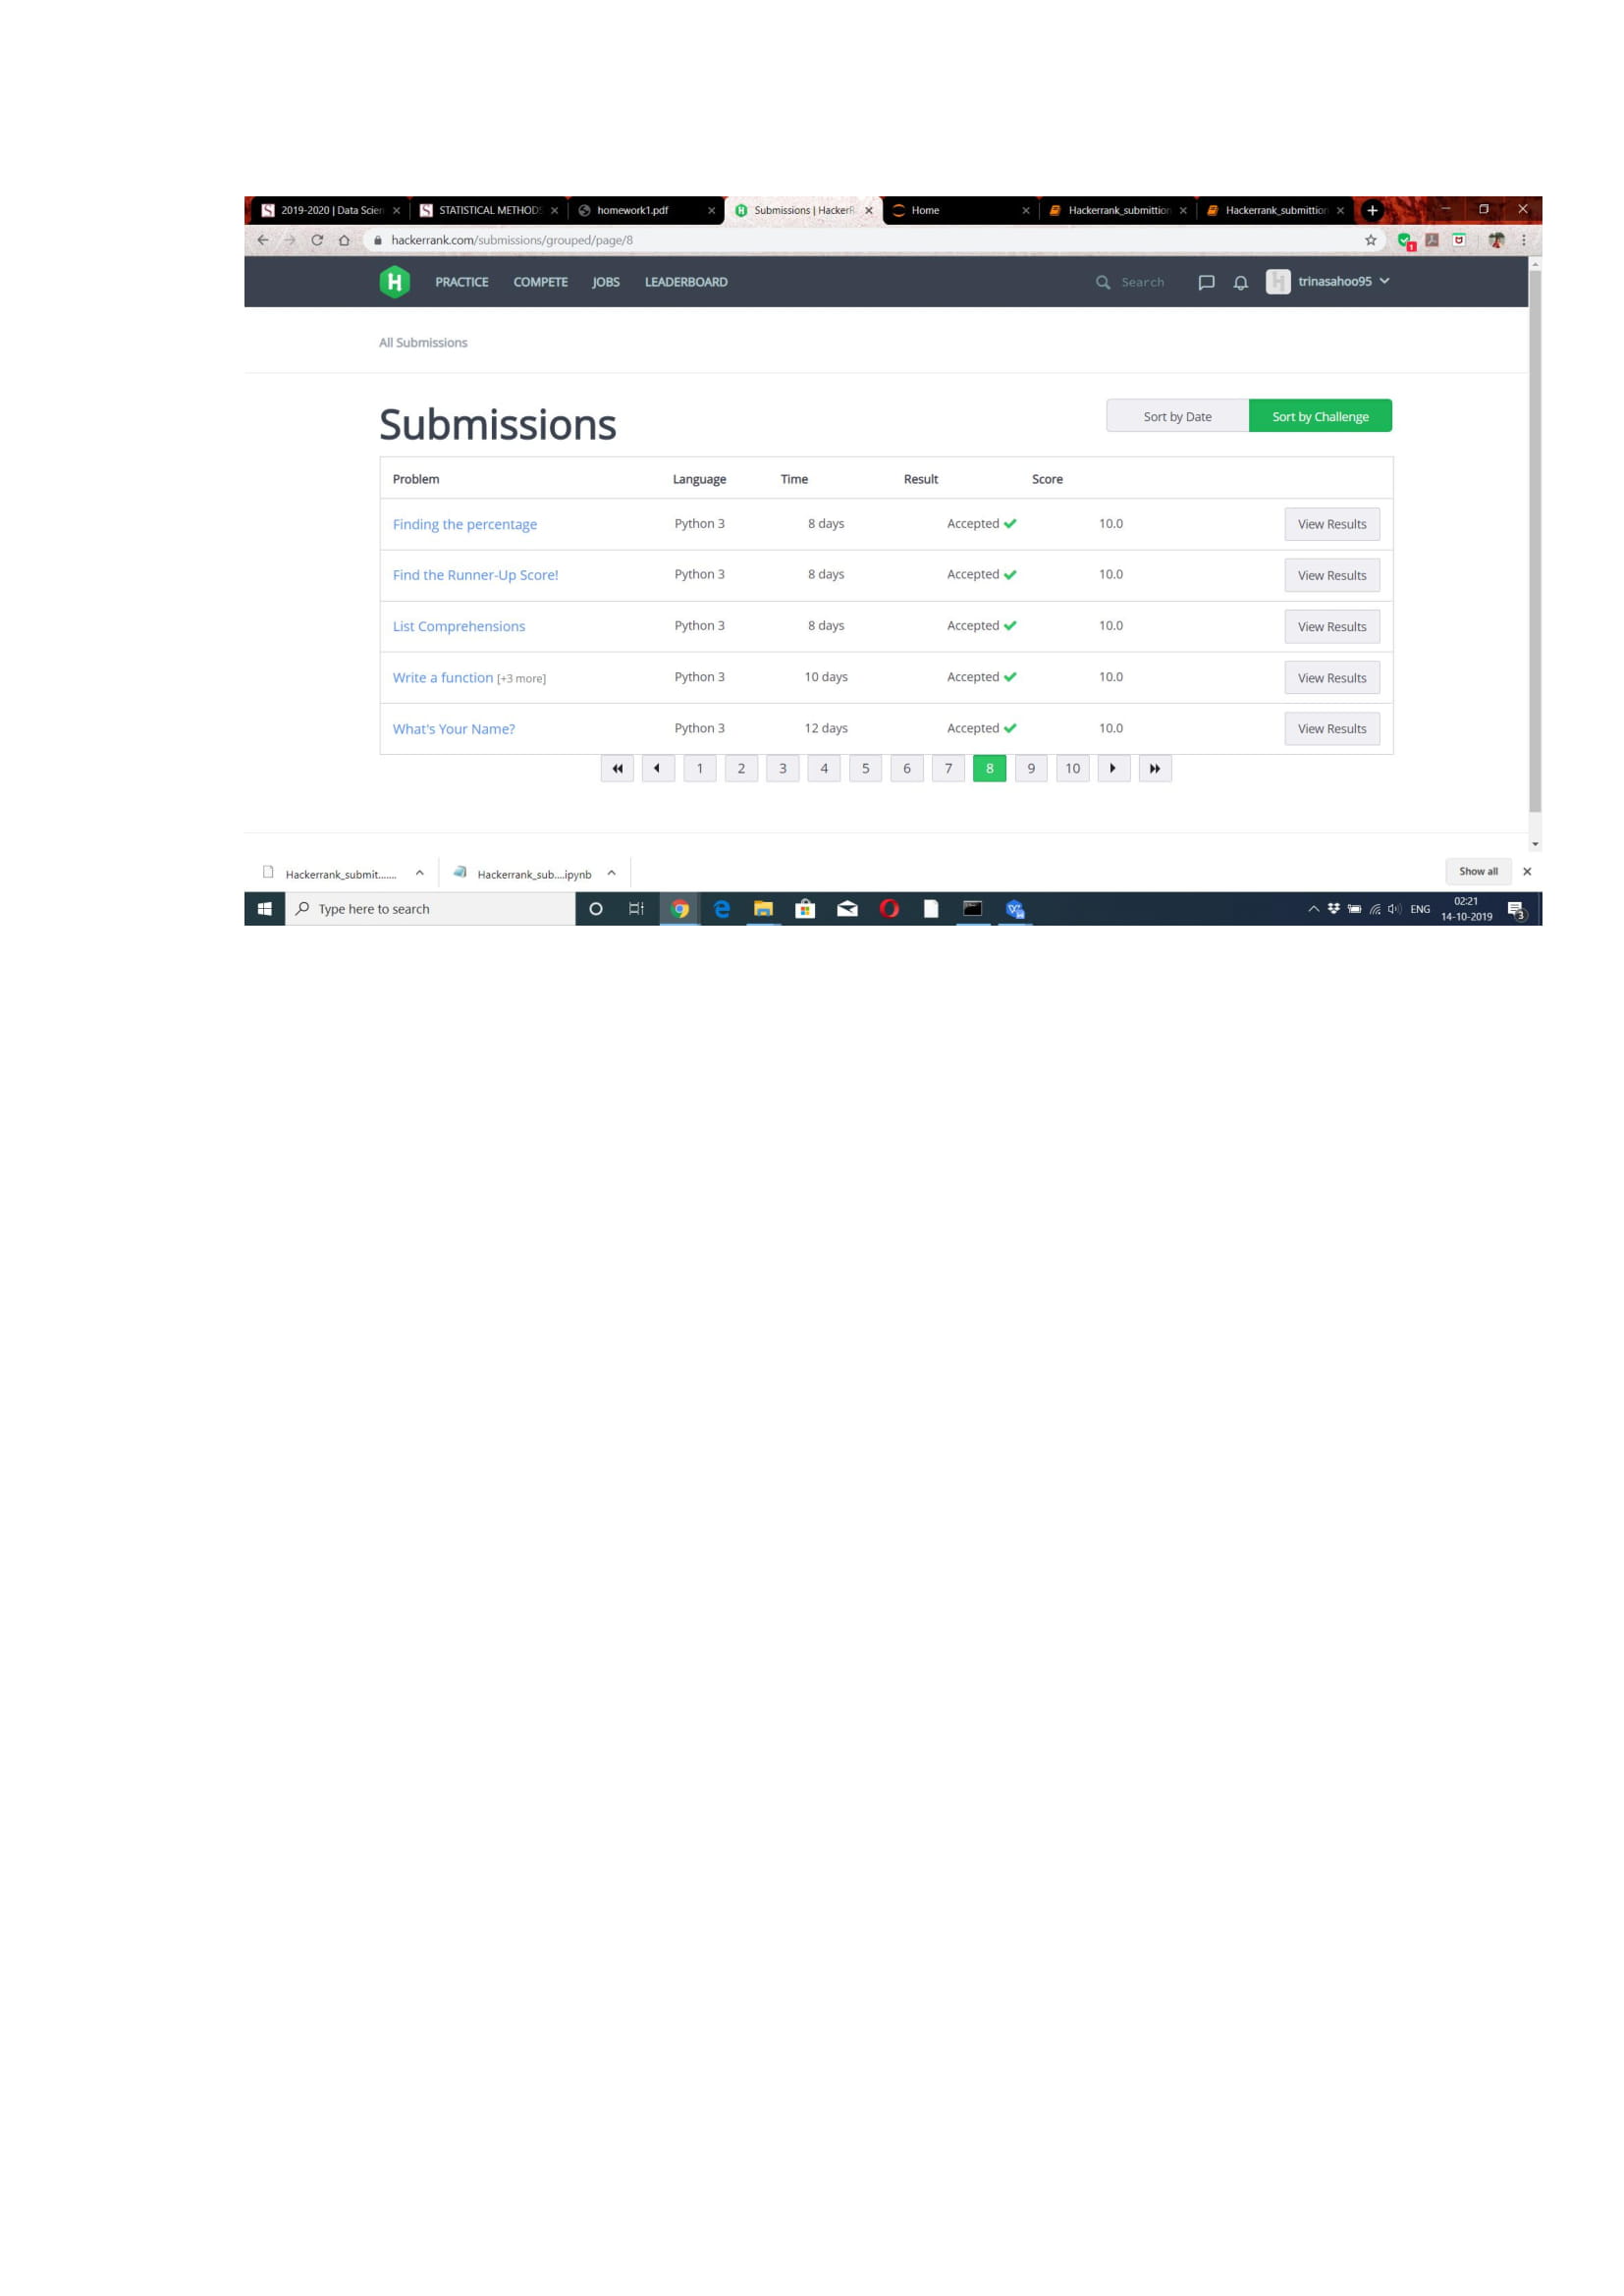 2019-2020 | Data Scien STATISTICAL METHODS homework1.pdf Submissions | HackerR Home Hackerrank_submittion Hackerrank_submittion
hackerrank.com/submissions/grouped/page/8
H PRACTICE COMPETE JOBS LEADERBOARD Search trinasahoo95
All Submissions
Submissions
Sort by Date Sort by Challenge
Problem Language Time Result Score
Finding the percentage Python 3 8 days Accepted 10.0 View Results
Find the Runner-Up Score! Python 3 8 days Accepted 10.0 View Results
List Comprehensions Python 3 8 days Accepted 10.0 View Results
Write a function [+3 more] Python 3 10 days Accepted 10.0 View Results
What's Your Name? Python 3 12 days Accepted 10.0 View Results
1 2 3 4 5 6 7 8 9 10
Hackerrank_submit....... Hackerrank_sub....ipynb Show all
Type here to search ENG 02:21
14-10-2019 3